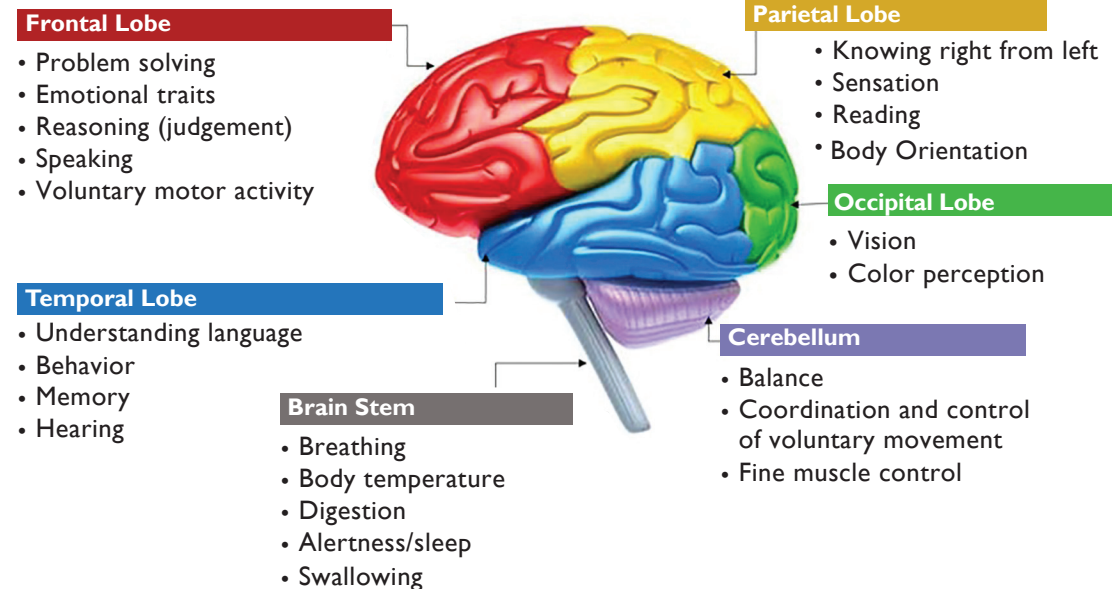 Frontal Lobe
• Problem solving
• Emotional traits
• Reasoning (judgement)
• Speaking
• Voluntary motor activity
Parietal Lobe
• Knowing right from left
• Sensation
• Reading
• Body Orientation
Occipital Lobe
• Vision
• Color perception
Temporal Lobe
• Understanding language
• Behavior
• Memory
• Hearing
Brain Stem
• Breathing
• Body temperature
• Digestion
• Alertness/sleep
• Swallowing
Cerebellum
• Balance
• Coordination and control
of voluntary movement
• Fine muscle control